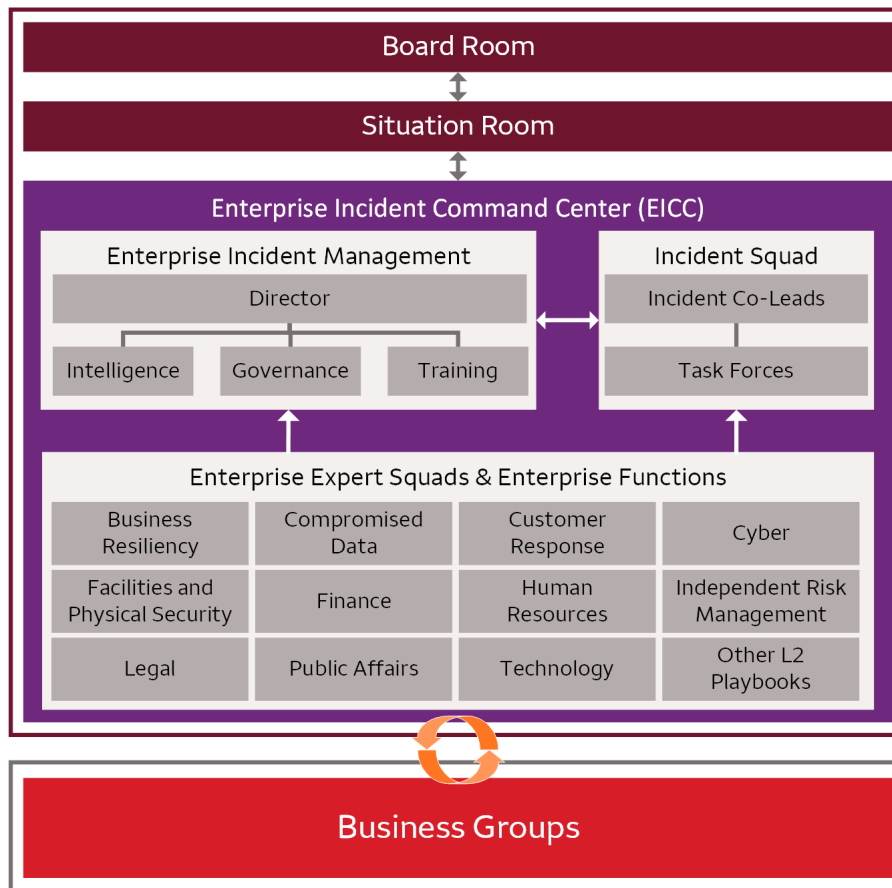 Board Room
Situation Room
Enterprise Incident Command Center (EICC)
Enterprise Incident Management
Director
Intelligence
Governance
Training
Incident Squad
Incident Co-Leads
Task Forces
Enterprise Expert Squads & Enterprise Functions
Business
Resiliency
Compromised
Data
Customer
Response
Cyber
Facilities and
Physical Security
Finance
Human
Resources
Independent Risk
Management
Legal
Public Affairs
Technology
Other L2
Playbooks
Business Groups